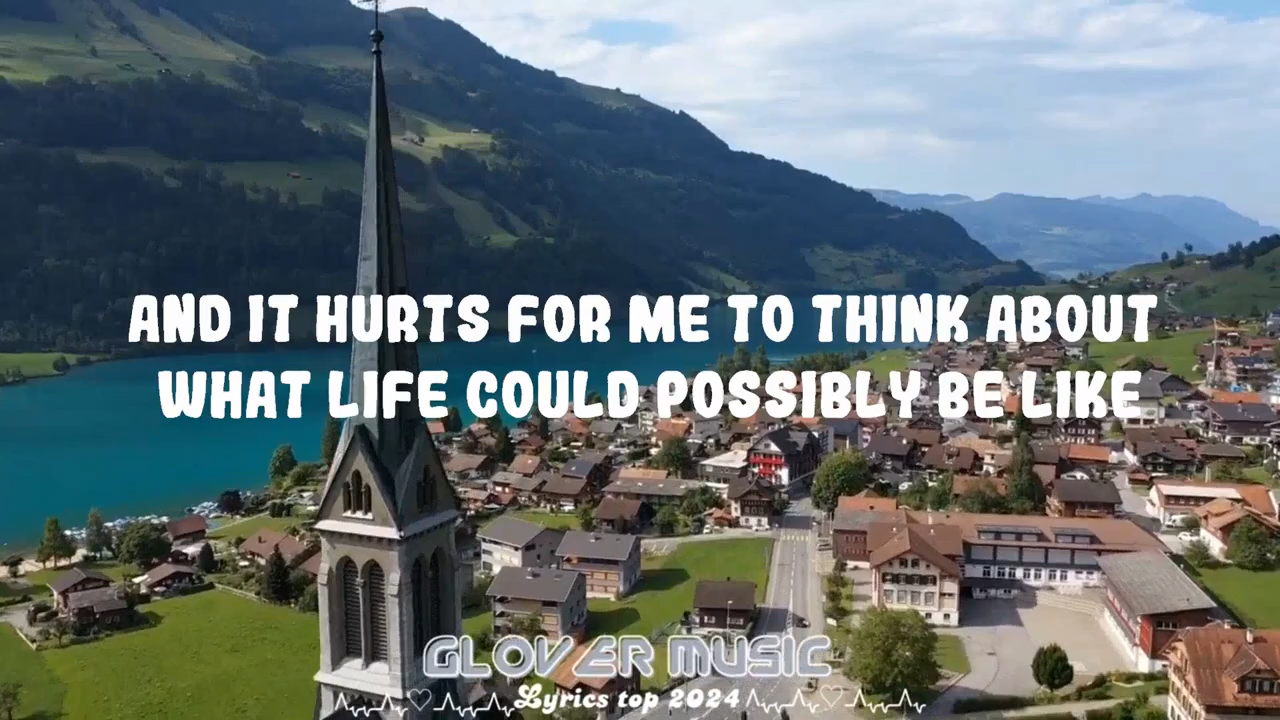 AND IT HURTS FOR ME TO THINK ABOUT
WHAT LIFE COULD POSSIBLY BE LIKE
GLOVER MUSIC
Lyrics top 2024